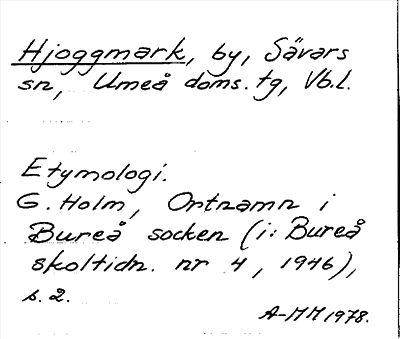 Hjoggmark, by, Sävars
sn, Umeå doms. tg, Vb.l.
Etymologi.
G. Holm, Ortnamn i
Bureå socken (i: Bureå
skoltidn. nr 4, 1946),
s. 2.
A-MM 1978.